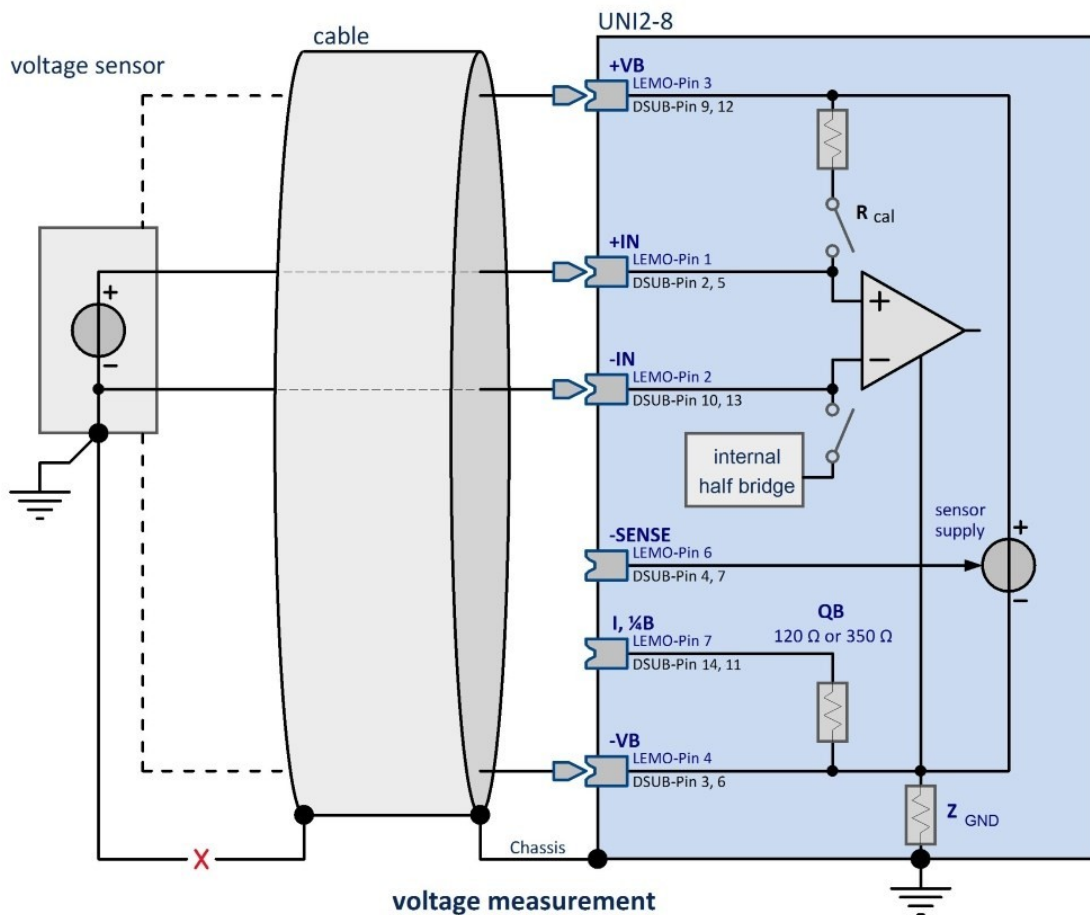 UNI2-8
cable
voltage sensor
+VB
LEMO-Pin 3
DSUB-Pin 9, 12
R cal
+IN
LEMO-Pin 1
DSUB-Pin 2, 5
+
+
−
−IN
LEMO-Pin 2
DSUB-Pin 10, 13
−
internal
half bridge
sensor
supply
-SENSE
LEMO-Pin 6
DSUB-Pin 4, 7
+
−
I, ¼B
LEMO-Pin 7
DSUB-Pin 14, 11
QB
120 Ω or 350 Ω
-VB
LEMO-Pin 4
DSUB-Pin 3, 6
Z GND
X
Chassis
voltage measurement